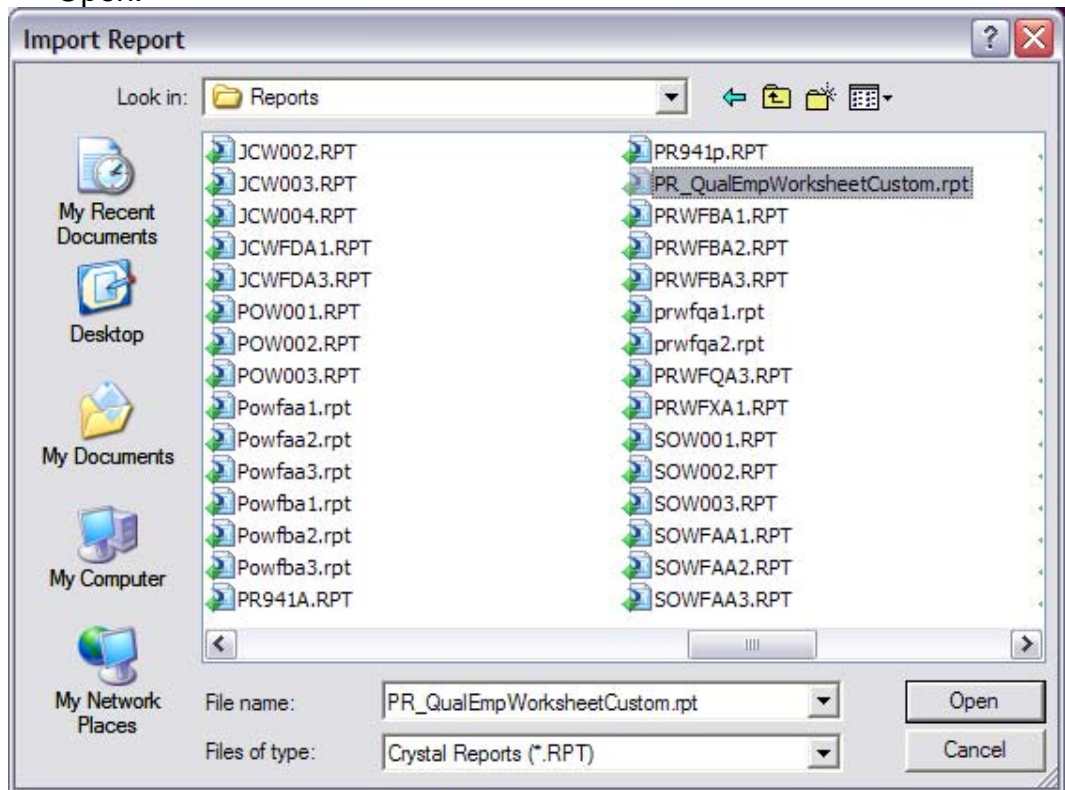 Open.
Import Report
Look in: Reports
My Recent Documents
Desktop
My Documents
My Computer
My Network Places
JCW002.RPT
JCW003.RPT
JCW004.RPT
JCWFDA1.RPT
JCWFDA3.RPT
POW001.RPT
POW002.RPT
POW003.RPT
Powfaa1.rpt
Powfaa2.rpt
Powfaa3.rpt
Powfba1.rpt
Powfba2.rpt
Powfba3.rpt
PR941A.RPT
PR941p.RPT
PR_QualEmpWorksheetCustom.rpt
PRWFBA1.RPT
PRWFBA2.RPT
PRWFBA3.RPT
prwfqa1.rpt
prwfqa2.rpt
PRWFQA3.RPT
PRWFXA1.RPT
SOW001.RPT
SOW002.RPT
SOW003.RPT
SOWFAA1.RPT
SOWFAA2.RPT
SOWFAA3.RPT
File name: PR_QualEmpWorksheetCustom.rpt Open
Files of type: Crystal Reports (*.RPT) Cancel